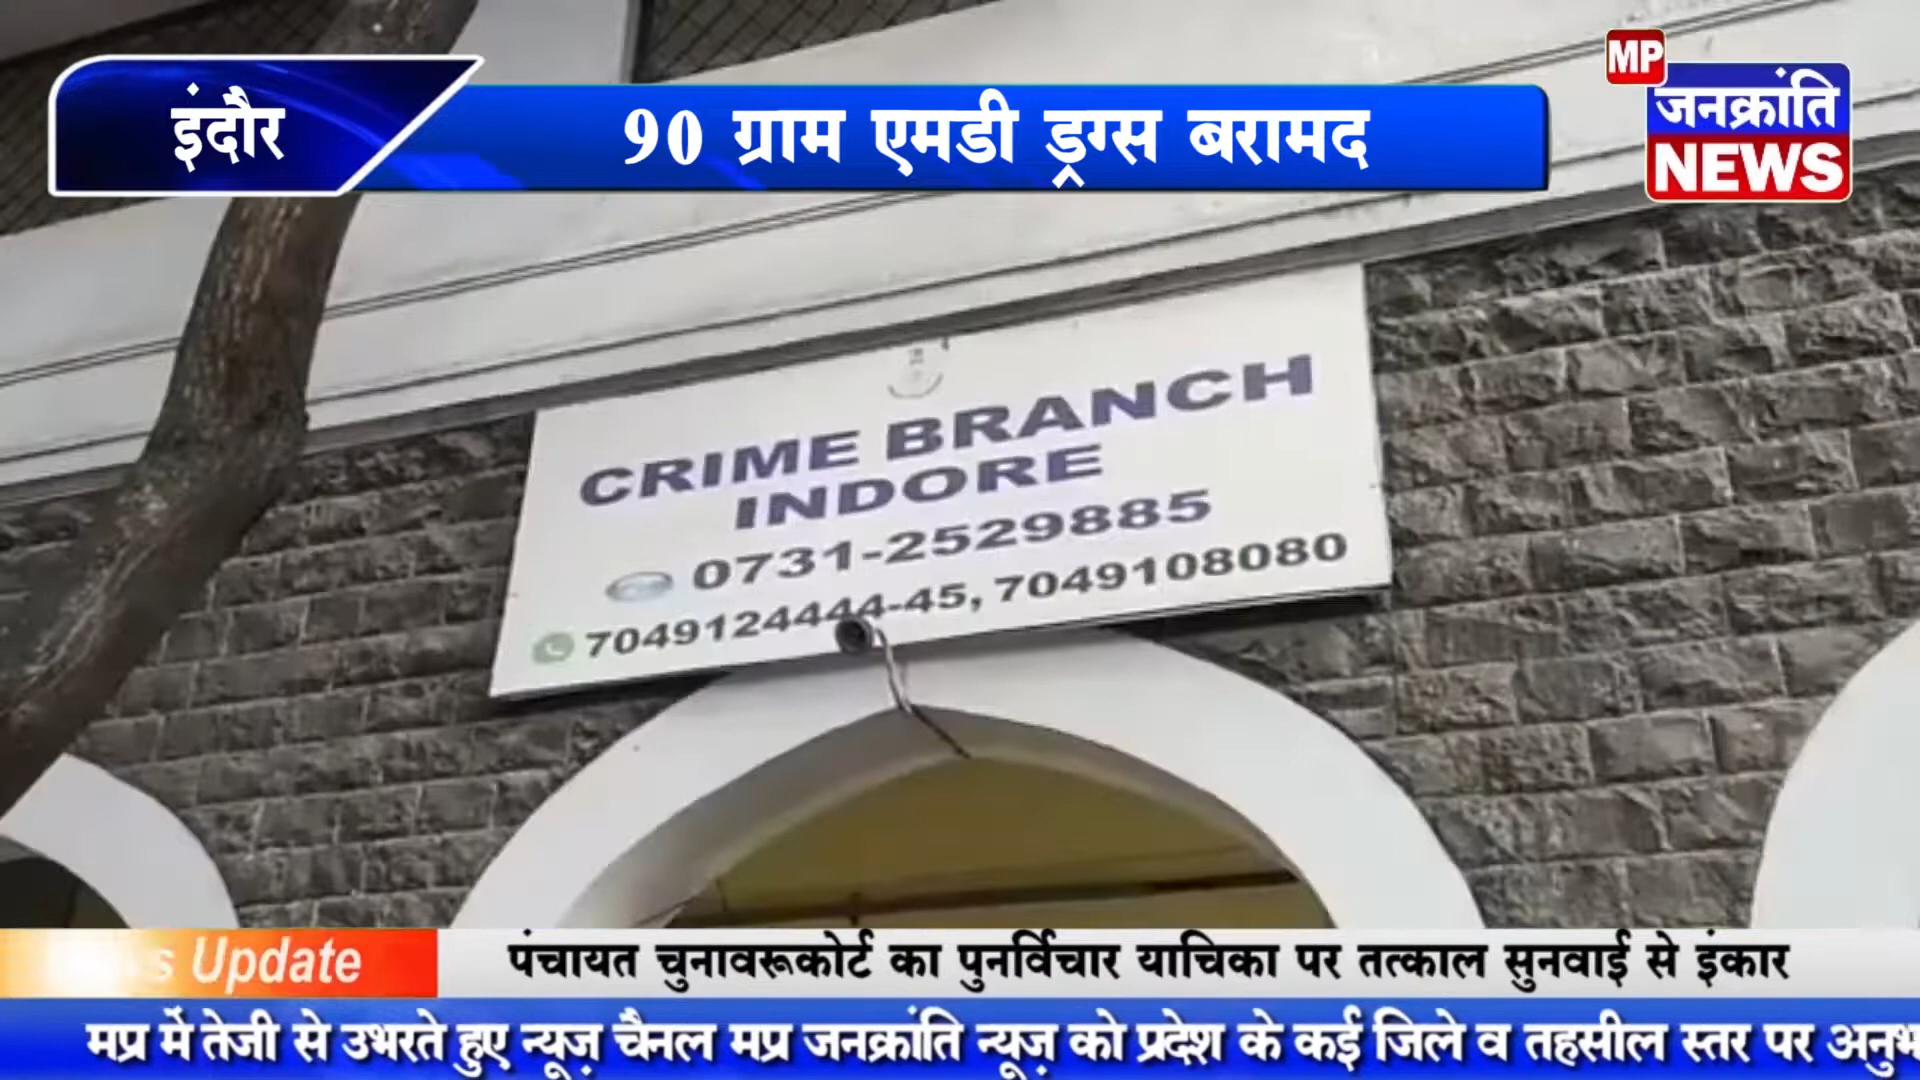 MP
जनक्रांति
NEWS
इंदौर
90 ग्राम एमडी ड्रग्स बरामद
CRIME BRANCH
INDORE
0731-2529885
7049124444-45, 7049108080
Update
पंचायत चुनावरूकोर्ट का पुनर्विचार याचिका पर तत्काल सुनवाई से इंकार
मप्र में तेजी से उभरते हुए न्यूज़ चैनल मप्र जनक्रांति न्यूज़ को प्रदेश के कई जिले व तहसील स्तर पर